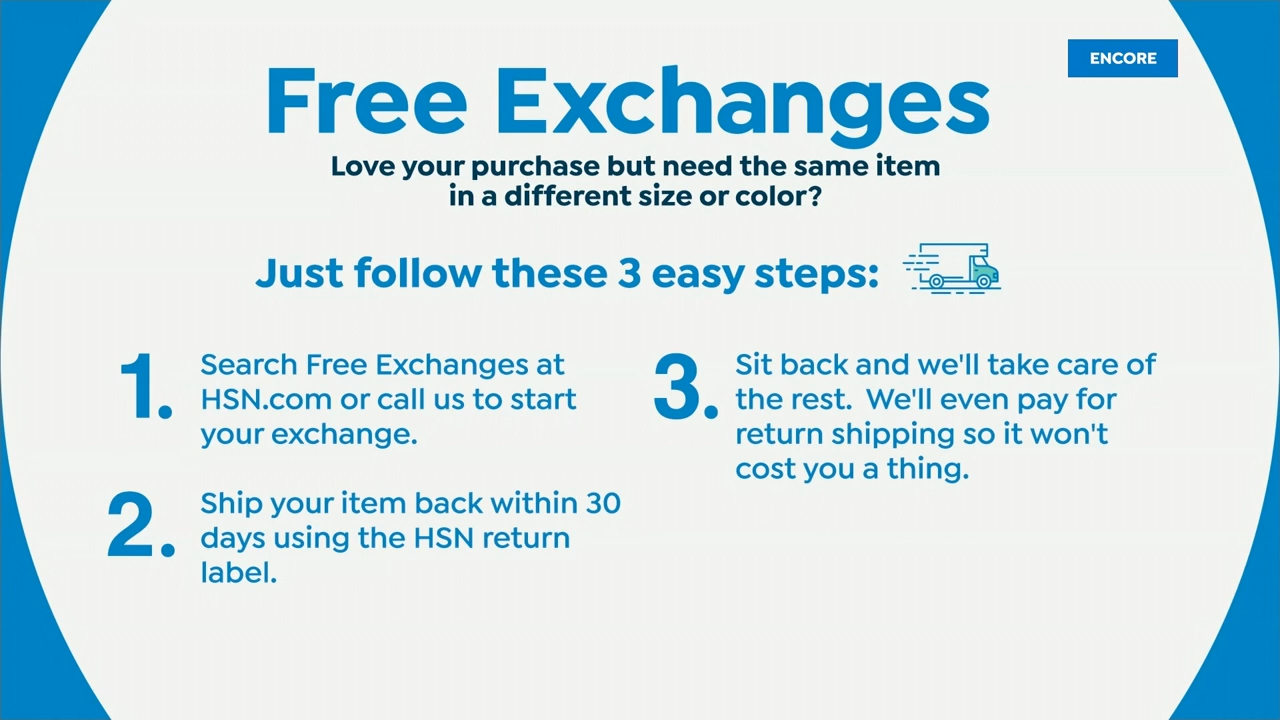 ENCORE
Free Exchanges
Love your purchase but need the same item
in a different size or color?
Just follow these 3 easy steps:
1. Search Free Exchanges at
HSN.com or call us to start
your exchange.
2. Ship your item back within 30
days using the HSN return
label.
3. Sit back and we'll take care of
the rest.  We'll even pay for
return shipping so it won't
cost you a thing.